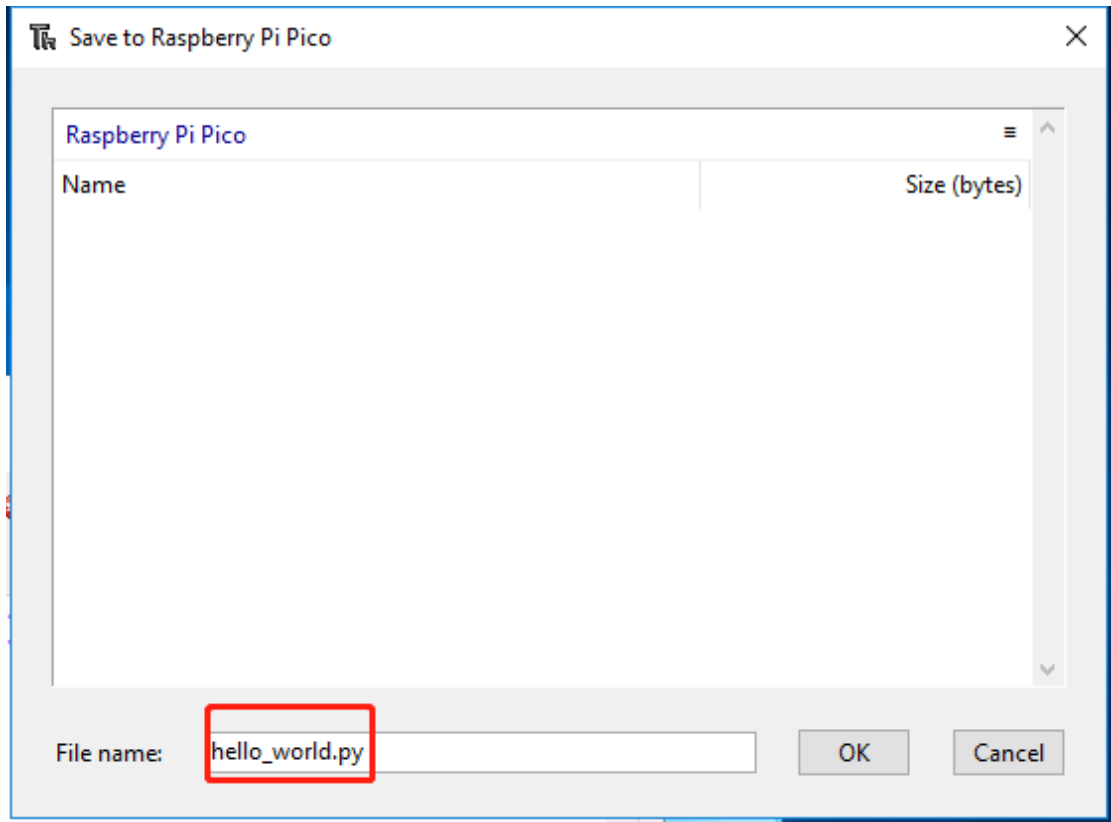 Save to Raspberry Pi Pico
Raspberry Pi Pico
Name Size (bytes)
File name: hello_world.py OK Cancel